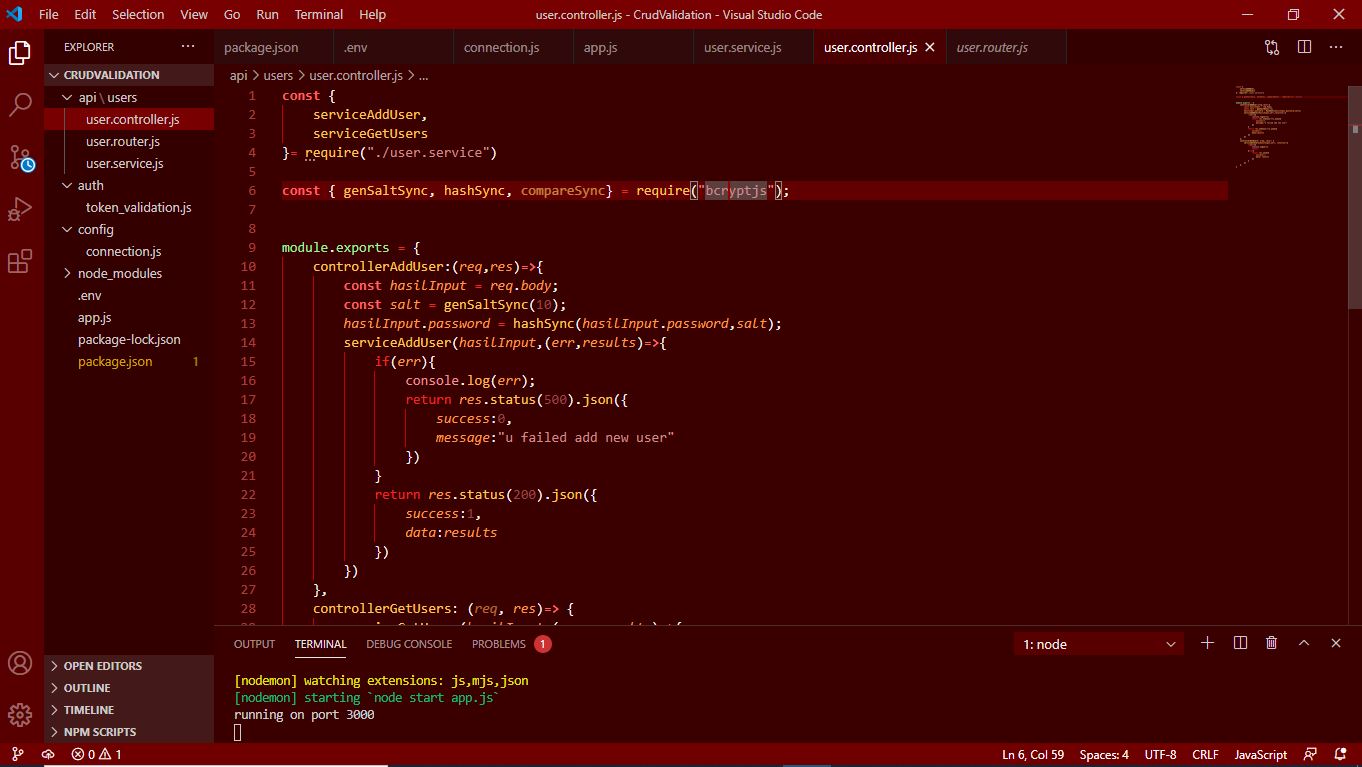 File Edit Selection View Go Run Terminal Help
user.controller.js - CrudValidation - Visual Studio Code
EXPLORER
CRUDVALIDATION
api \ users
user.controller.js
user.router.js
user.service.js
auth
token_validation.js
config
connection.js
node_modules
.env
app.js
package-lock.json
package.json 1
OPEN EDITORS
OUTLINE
TIMELINE
NPM SCRIPTS
package.json .env connection.js app.js user.service.js user.controller.js user.router.js
api > users > user.controller.js > ...
1 const {
2 serviceAddUser,
3 serviceGetUsers
4 }= require("./user.service")
5
6 const { genSaltSync, hashSync, compareSync} = require("bcryptjs");
7
8
9 module.exports = {
10 controllerAddUser:(req,res)=>{
11 const hasilInput = req.body;
12 const salt = genSaltSync(10);
13 hasilInput.password = hashSync(hasilInput.password,salt);
14 serviceAddUser(hasilInput,(err,results)=>{
15 if(err){
16 console.log(err);
17 return res.status(500).json({
18 success:0,
19 message:"u failed add new user"
20 })
21 }
22 return res.status(200).json({
23 success:1,
24 data:results
25 })
26 })
27 },
28 controllerGetUsers: (req, res)=> {
OUTPUT TERMINAL DEBUG CONSOLE PROBLEMS 1
1: node
[nodemon] watching extensions: js,mjs,json
[nodemon] starting `node start app.js`
running on port 3000
0 1
Ln 6, Col 59 Spaces: 4 UTF-8 CRLF JavaScript